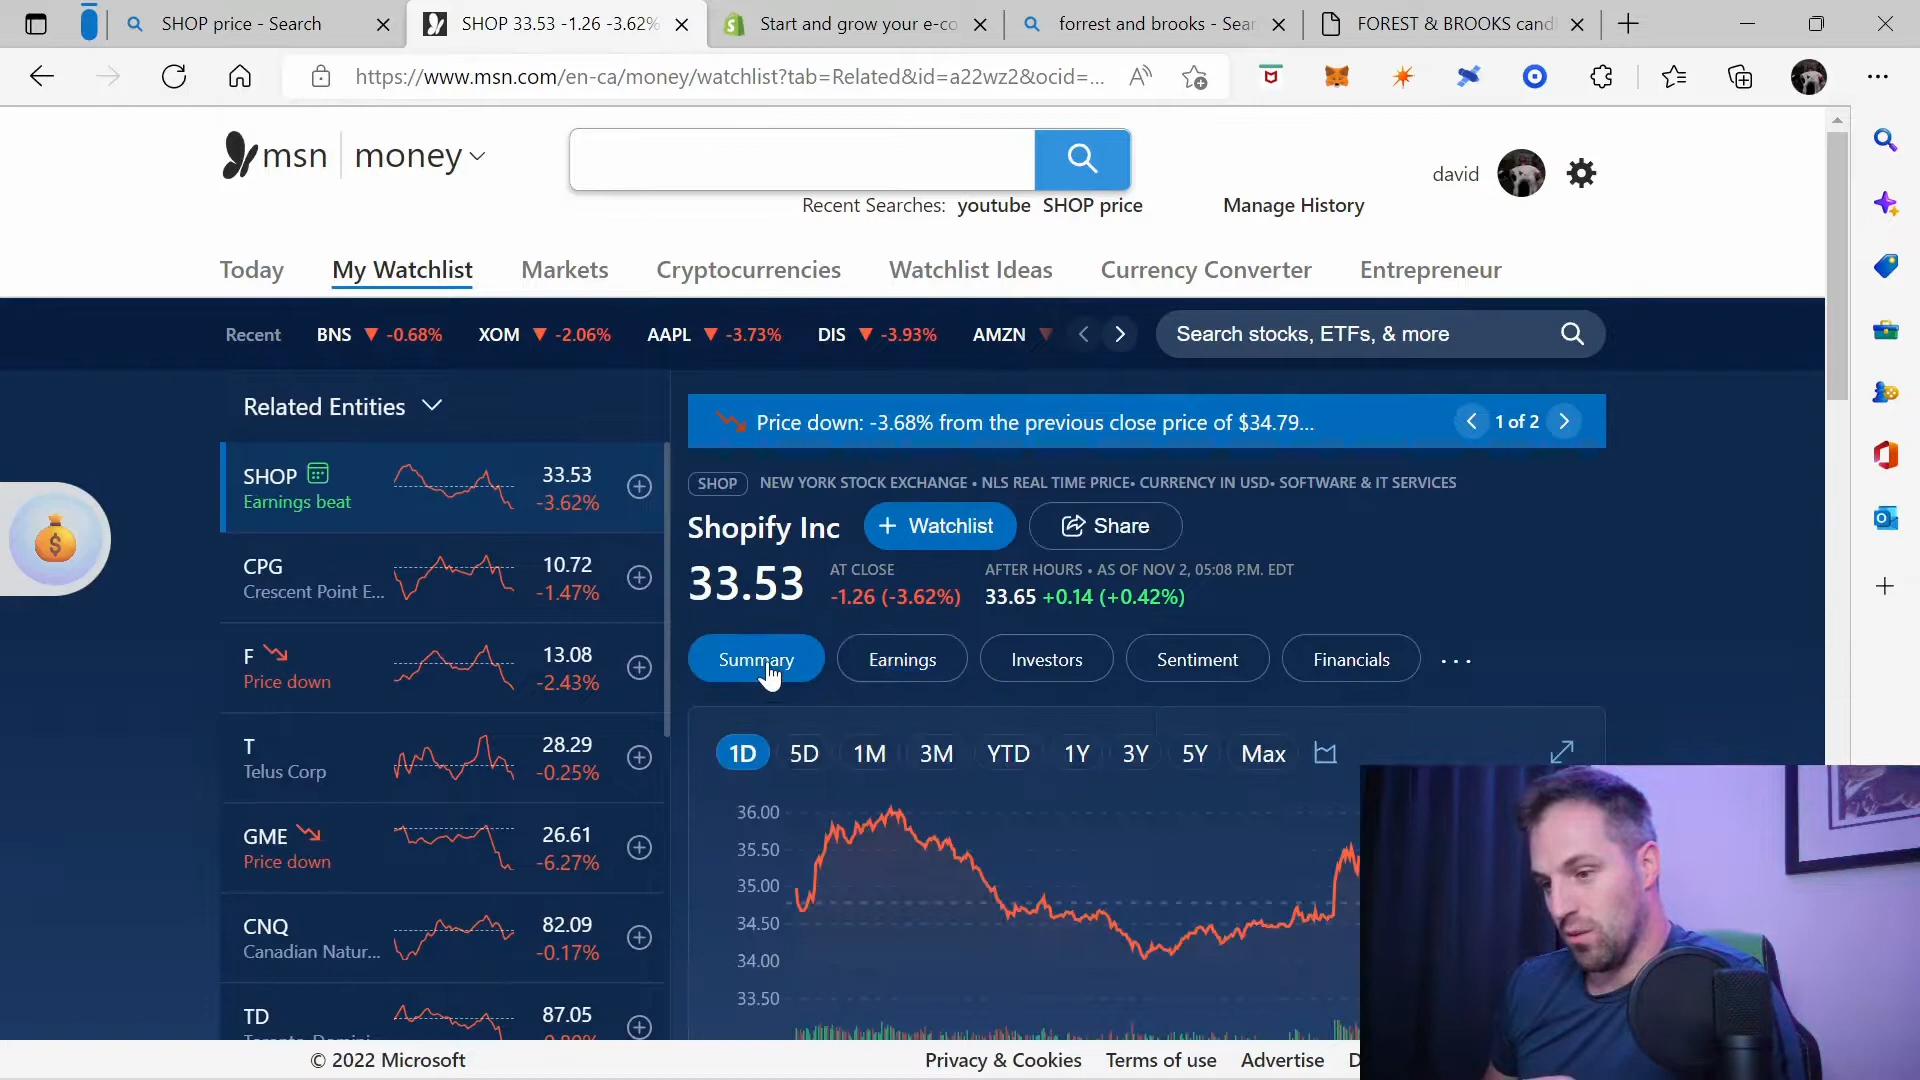 SHOP price - Search
SHOP 33.53 -1.26 -3.62%
Start and grow your e-co
forrest and brooks - Sear
FOREST & BROOKS cand
https://www.msn.com/en-ca/money/watchlist?tab=Related&id=a22wz2&ocid=...
msn money
david
Recent Searches: youtube SHOP price Manage History
Today My Watchlist Markets Cryptocurrencies Watchlist Ideas Currency Converter Entrepreneur
Recent BNS -0.68% XOM -2.06% AAPL -3.73% DIS -3.93% AMZN
Search stocks, ETFs, & more
Related Entities
SHOP 33.53
Earnings beat -3.62%
CPG 10.72
Crescent Point E... -1.47%
F 13.08
Price down -2.43%
T 28.29
Telus Corp -0.25%
GME 26.61
Price down -6.27%
CNQ 82.09
Canadian Natur... -0.17%
TD 87.05
Price down: -3.68% from the previous close price of $34.79...
1 of 2
SHOP NEW YORK STOCK EXCHANGE • NLS REAL TIME PRICE• CURRENCY IN USD• SOFTWARE & IT SERVICES
Shopify Inc + Watchlist Share
33.53 AT CLOSE -1.26 (-3.62%)
AFTER HOURS • AS OF NOV 2, 05:08 P.M. EDT
33.65 +0.14 (+0.42%)
Summary Earnings Investors Sentiment Financials ...
1D 5D 1M 3M YTD 1Y 3Y 5Y Max
36.00
35.50
35.00
34.50
34.00
33.50
© 2022 Microsoft Privacy & Cookies Terms of use Advertise